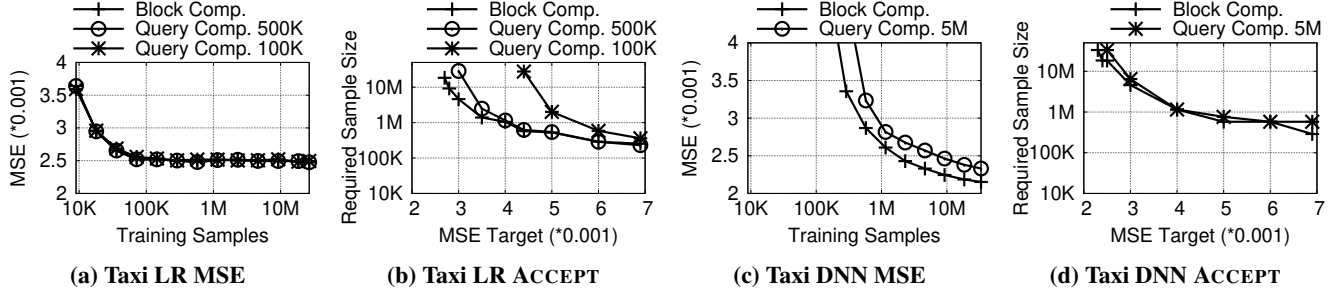 Block Comp.
Query Comp. 500K
Query Comp. 100K
MSE (*0.001)
4
3.5
3
2.5
2
10K
100K
1M
10M
Training Samples
(a) Taxi LR MSE
Block Comp.
Query Comp. 500K
Query Comp. 100K
Required Sample Size
10M
1M
100K
10K
2
3
4
5
6
7
MSE Target (*0.001)
(b) Taxi LR ACCEPT
Block Comp.
Query Comp. 5M
MSE (*0.001)
4
3.5
3
2.5
2
10K
100K
1M
10M
Training Samples
(c) Taxi DNN MSE
Block Comp.
Query Comp. 5M
Required Sample Size
10M
1M
100K
10K
2
3
4
5
6
7
MSE Target (*0.001)
(d) Taxi DNN ACCEPT